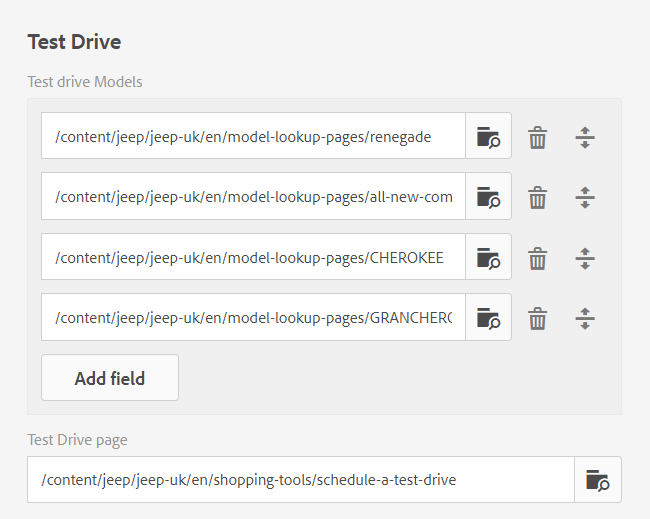 Test Drive
Test drive Models
/content/jeep/jeep-uk/en/model-lookup-pages/renegade
/content/jeep/jeep-uk/en/model-lookup-pages/all-new-com
/content/jeep/jeep-uk/en/model-lookup-pages/CHEROKEE
/content/jeep/jeep-uk/en/model-lookup-pages/GRANCHERO
Add field
Test Drive page
/content/jeep/jeep-uk/en/shopping-tools/schedule-a-test-drive